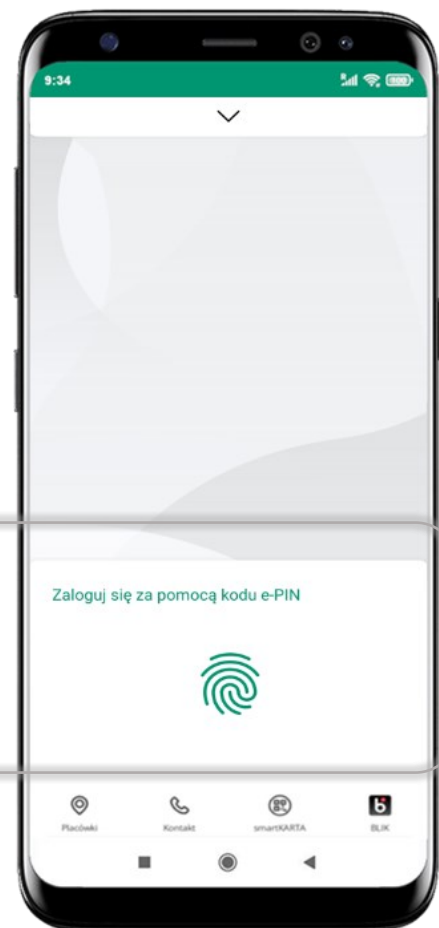 9:34
Zaloguj się za pomocą kodu e-PIN
Placówki
Kontakt
smartKARTA
BLIK